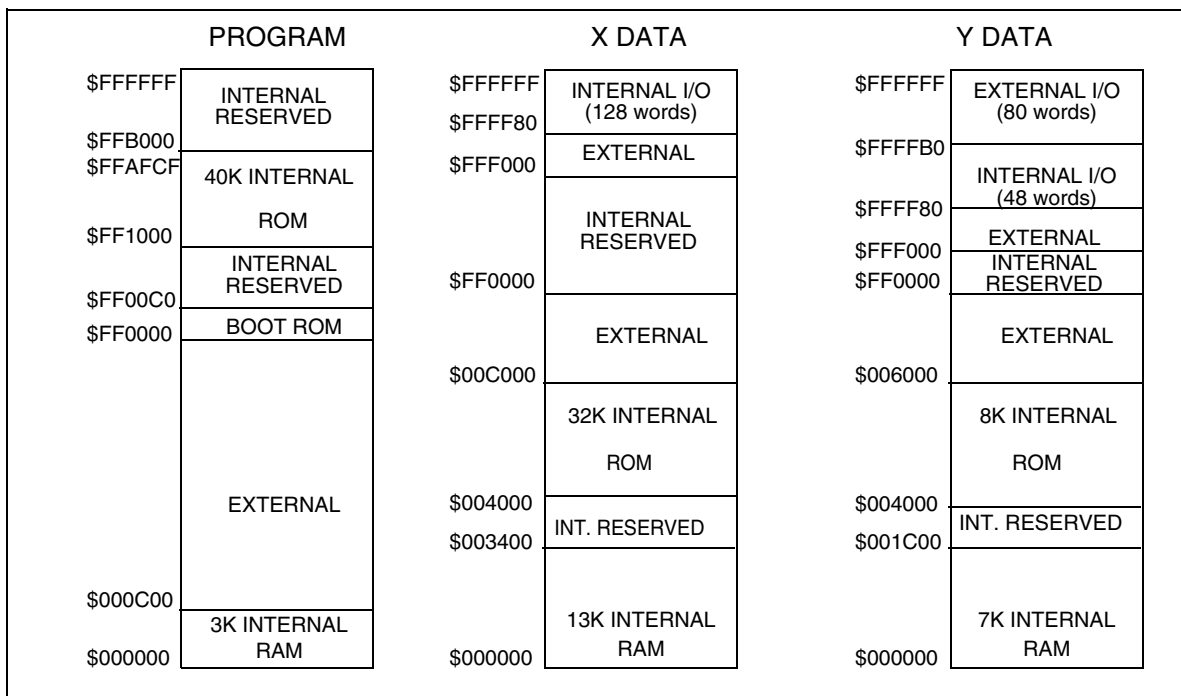 PROGRAM
$FFFFFF
INTERNAL
RESERVED
$FFB000
$FFAFCF
40K INTERNAL
ROM
$FF1000
INTERNAL
RESERVED
$FF00C0
BOOT ROM
$FF0000
EXTERNAL
$000C00
3K INTERNAL
RAM
$000000
X DATA
$FFFFFF
INTERNAL I/O
(128 words)
$FFFF80
EXTERNAL
$FFF000
INTERNAL
RESERVED
$FF0000
EXTERNAL
$00C000
32K INTERNAL
ROM
$004000
INT. RESERVED
$003400
13K INTERNAL
RAM
$000000
Y DATA
$FFFFFF
EXTERNAL I/O
(80 words)
$FFFFB0
INTERNAL I/O
(48 words)
$FFFF80
EXTERNAL
$FFF000
INTERNAL
RESERVED
$FF0000
EXTERNAL
$006000
8K INTERNAL
ROM
$004000
INT. RESERVED
$001C00
7K INTERNAL
RAM
$000000